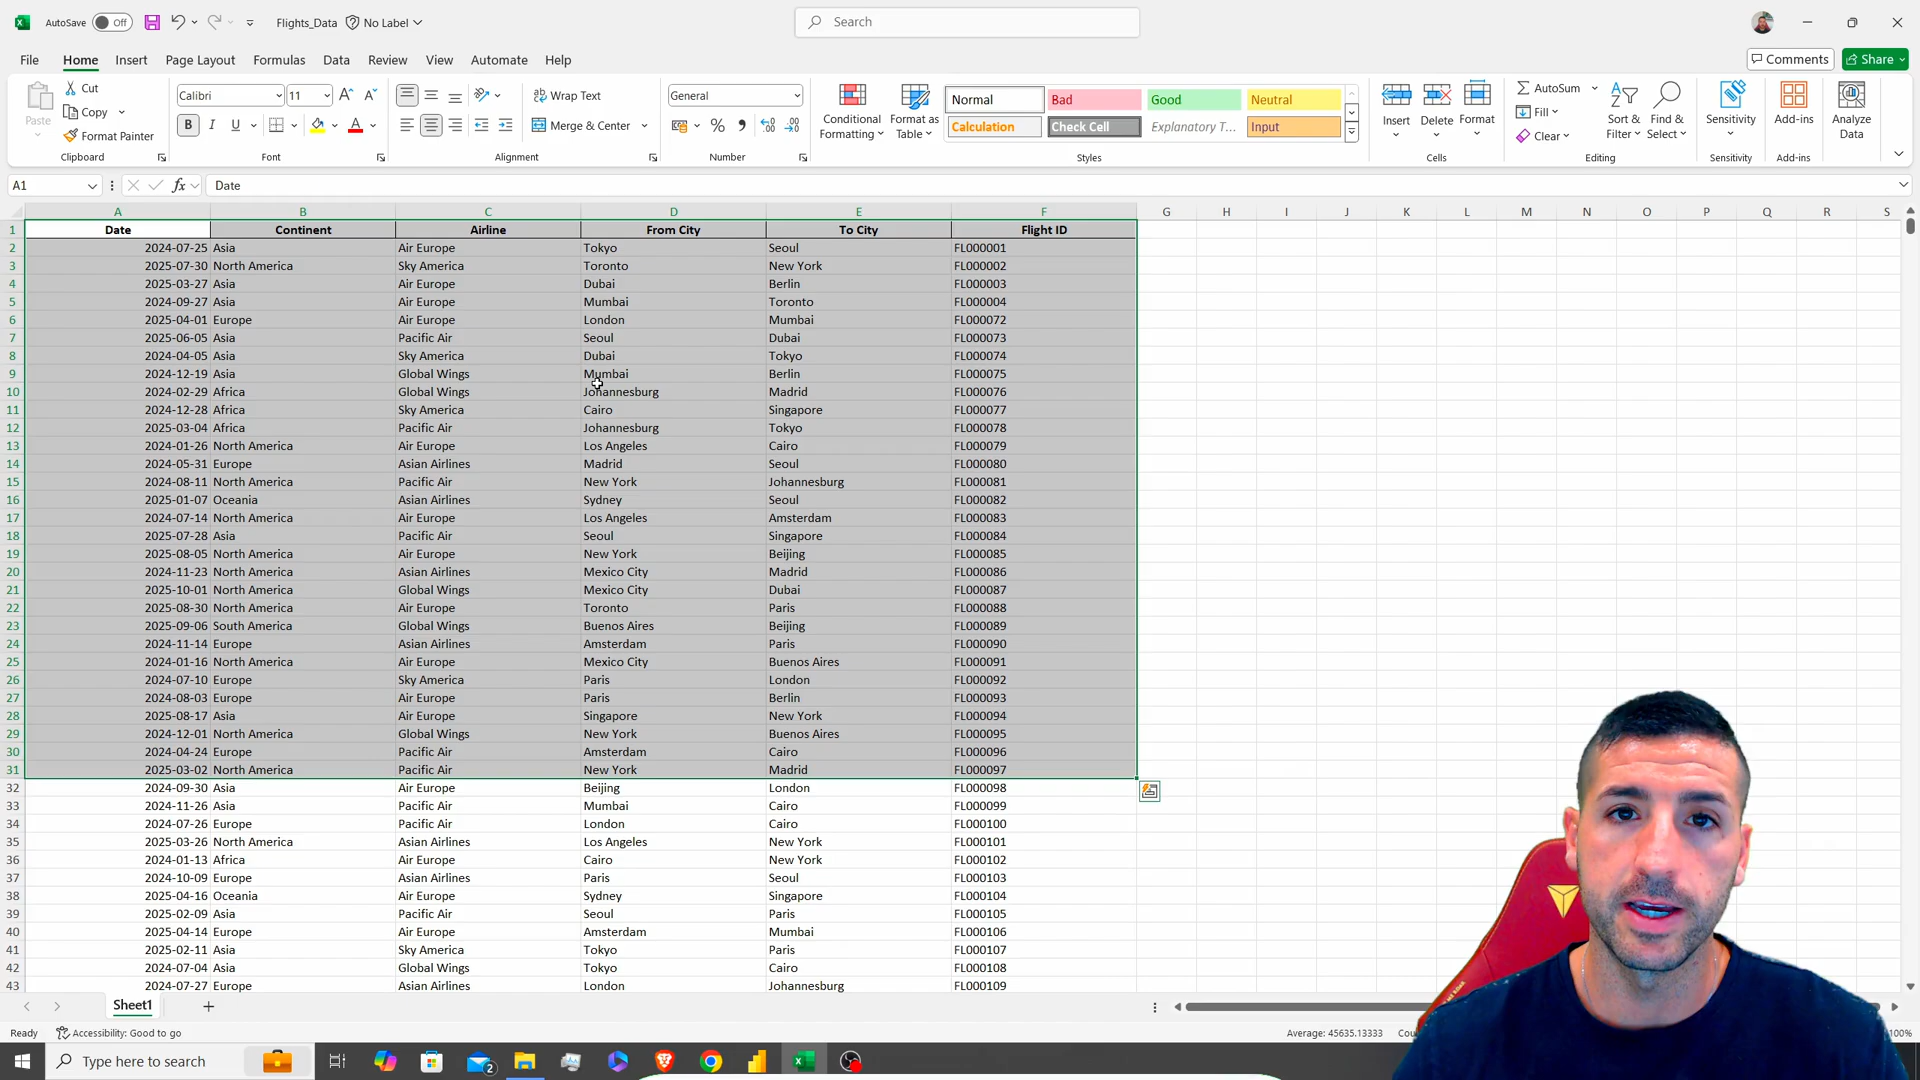 AutoSave Off Flights_Data No Label Search
File Home Insert Page Layout Formulas Data Review View Automate Help Comments Share
Paste Cut Copy Format Painter Clipboard
Calibri 11 B I U Font
Wrap Text Merge & Center Alignment
General % Number
Conditional Formatting Format as Table
Normal Bad Good Neutral
Calculation Check Cell Explanatory T... Input
Styles
Insert Delete Format Cells
AutoSum Fill Clear Sort & Filter Find & Select Editing
Sensitivity Sensitivity Add-ins Add-ins Analyze Data
A1 fx Date
A B C D E F G H I J K L M N O P Q R S
1 Date Continent Airline From City To City Flight ID
2 2024-07-25 Asia Air Europe Tokyo Seoul FL000001
3 2025-07-30 North America Sky America Toronto New York FL000002
4 2025-03-27 Asia Air Europe Dubai Berlin FL000003
5 2024-09-27 Asia Air Europe Mumbai Toronto FL000004
6 2025-04-01 Europe Air Europe London Mumbai FL000072
7 2025-06-05 Asia Pacific Air Seoul Dubai FL000073
8 2024-04-05 Asia Sky America Dubai Tokyo FL000074
9 2024-12-19 Asia Global Wings Mumbai Berlin FL000075
10 2024-02-29 Africa Global Wings Johannesburg Madrid FL000076
11 2024-12-28 Africa Sky America Cairo Singapore FL000077
12 2025-03-04 Africa Pacific Air Johannesburg Tokyo FL000078
13 2024-01-26 North America Air Europe Los Angeles Cairo FL000079
14 2024-05-31 Europe Asian Airlines Madrid Seoul FL000080
15 2024-08-11 North America Pacific Air New York Johannesburg FL000081
16 2025-01-07 Oceania Asian Airlines Sydney Seoul FL000082
17 2024-07-14 North America Air Europe Los Angeles Amsterdam FL000083
18 2025-07-28 Asia Pacific Air Seoul Singapore FL000084
19 2025-08-05 North America Air Europe New York Beijing FL000085
20 2024-11-23 North America Asian Airlines Mexico City Madrid FL000086
21 2025-10-01 North America Global Wings Mexico City Dubai FL000087
22 2025-08-30 North America Air Europe Toronto Paris FL000088
23 2025-09-06 South America Global Wings Buenos Aires Beijing FL000089
24 2024-11-14 Europe Asian Airlines Amsterdam Paris FL000090
25 2024-01-16 North America Air Europe Mexico City Buenos Aires FL000091
26 2024-07-10 Europe Sky America Paris London FL000092
27 2024-08-03 Europe Air Europe Paris Berlin FL000093
28 2025-08-17 Asia Air Europe Singapore New York FL000094
29 2024-12-01 North America Global Wings New York Buenos Aires FL000095
30 2024-04-24 Europe Pacific Air Amsterdam Cairo FL000096
31 2025-03-02 North America Pacific Air New York Madrid FL000097
32 2024-09-30 Asia Air Europe Beijing London FL000098
33 2024-11-26 Asia Pacific Air Mumbai Cairo FL000099
34 2024-07-26 Europe Pacific Air London Cairo FL000100
35 2025-03-26 North America Asian Airlines Los Angeles New York FL000101
36 2024-01-13 Africa Air Europe Cairo New York FL000102
37 2024-10-09 Europe Asian Airlines Paris Seoul FL000103
38 2025-04-16 Oceania Air Europe Sydney Singapore FL000104
39 2025-02-09 Asia Pacific Air Seoul Paris FL000105
40 2025-04-14 Europe Air Europe Amsterdam Mumbai FL000106
41 2025-02-11 Asia Sky America Tokyo Paris FL000107
42 2024-07-04 Asia Global Wings Tokyo Cairo FL000108
43 2024-07-27 Europe Asian Airlines London Johannesburg FL000109
Sheet1
Ready Accessibility: Good to go Average: 45635.13333 100%
Type here to search 2